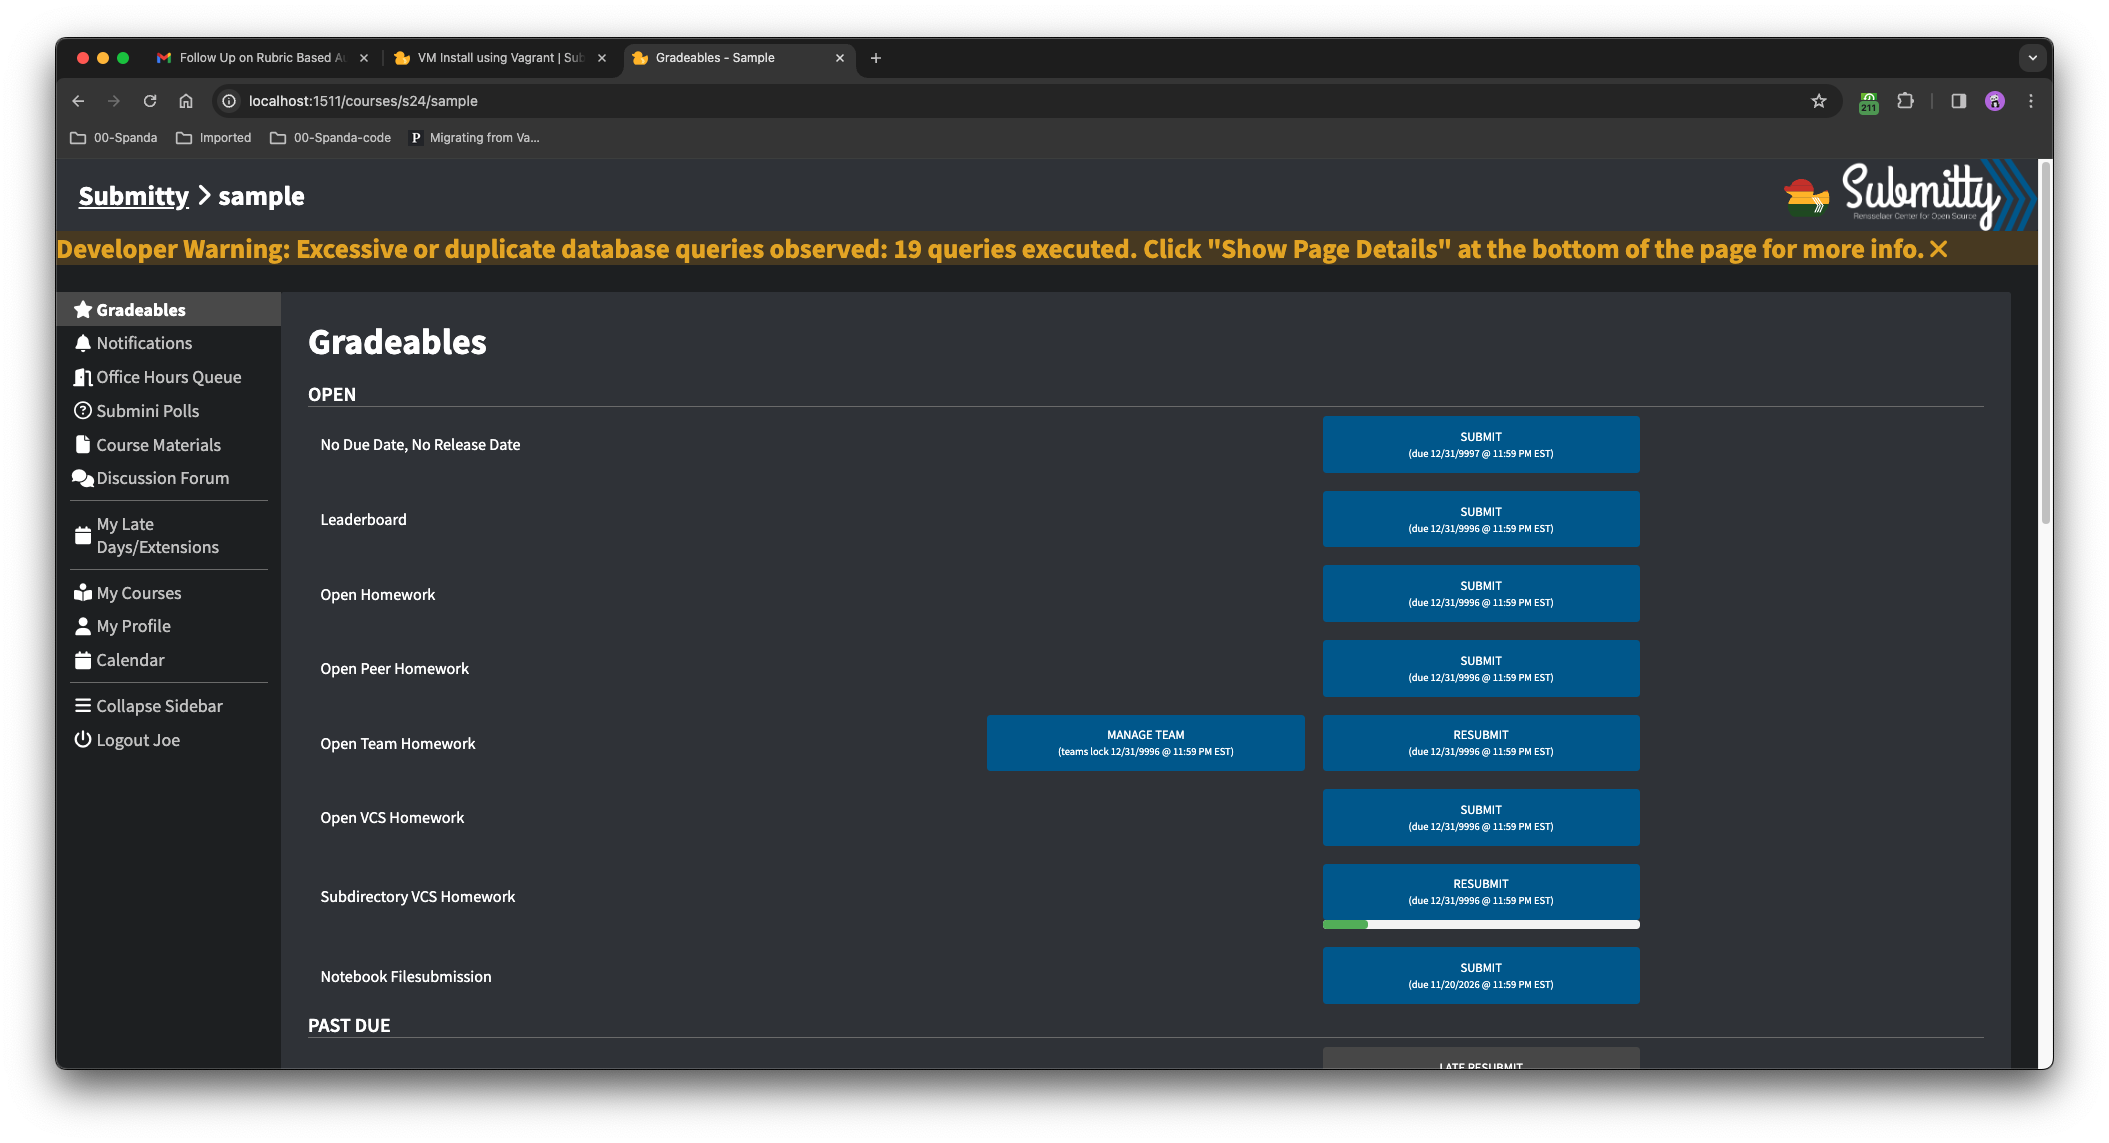 Follow Up on Rubric Based Au
VM Install using Vagrant | Sub
Gradeables - Sample
localhost:1511/courses/s24/sample
211
00-Spanda
Imported
00-Spanda-code
P Migrating from Va...
Submitty > sample
Submitty
Rensselaer Center for Open Source
Developer Warning: Excessive or duplicate database queries observed: 19 queries executed. Click "Show Page Details" at the bottom of the page for more info.
Gradeables
Notifications
Office Hours Queue
Submini Polls
Course Materials
Discussion Forum
My Late
Days/Extensions
My Courses
My Profile
Calendar
Collapse Sidebar
Logout Joe
Gradeables
OPEN
No Due Date, No Release Date
SUBMIT
(due 12/31/9997 @ 11:59 PM EST)
Leaderboard
SUBMIT
(due 12/31/9996 @ 11:59 PM EST)
Open Homework
SUBMIT
(due 12/31/9996 @ 11:59 PM EST)
Open Peer Homework
SUBMIT
(due 12/31/9996 @ 11:59 PM EST)
Open Team Homework
MANAGE TEAM
(teams lock 12/31/9996 @ 11:59 PM EST)
RESUBMIT
(due 12/31/9996 @ 11:59 PM EST)
Open VCS Homework
SUBMIT
(due 12/31/9996 @ 11:59 PM EST)
Subdirectory VCS Homework
RESUBMIT
(due 12/31/9996 @ 11:59 PM EST)
Notebook Filesubmission
SUBMIT
(due 11/20/2026 @ 11:59 PM EST)
PAST DUE
LATE RESUBMIT